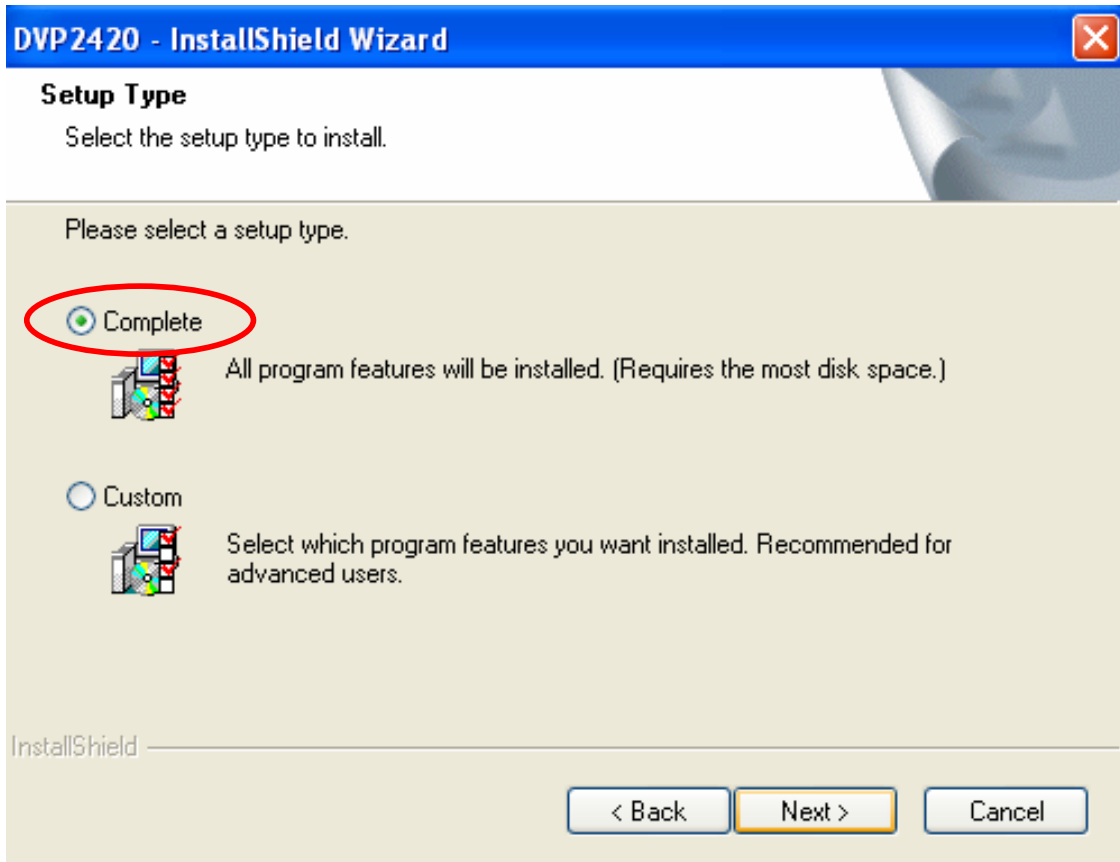 DVP2420 - InstallShield Wizard
Setup Type
Select the setup type to install.
Please select a setup type.
Complete
All program features will be installed. (Requires the most disk space.)
Custom
Select which program features you want installed. Recommended for
advanced users.
InstallShield
< Back Next > Cancel